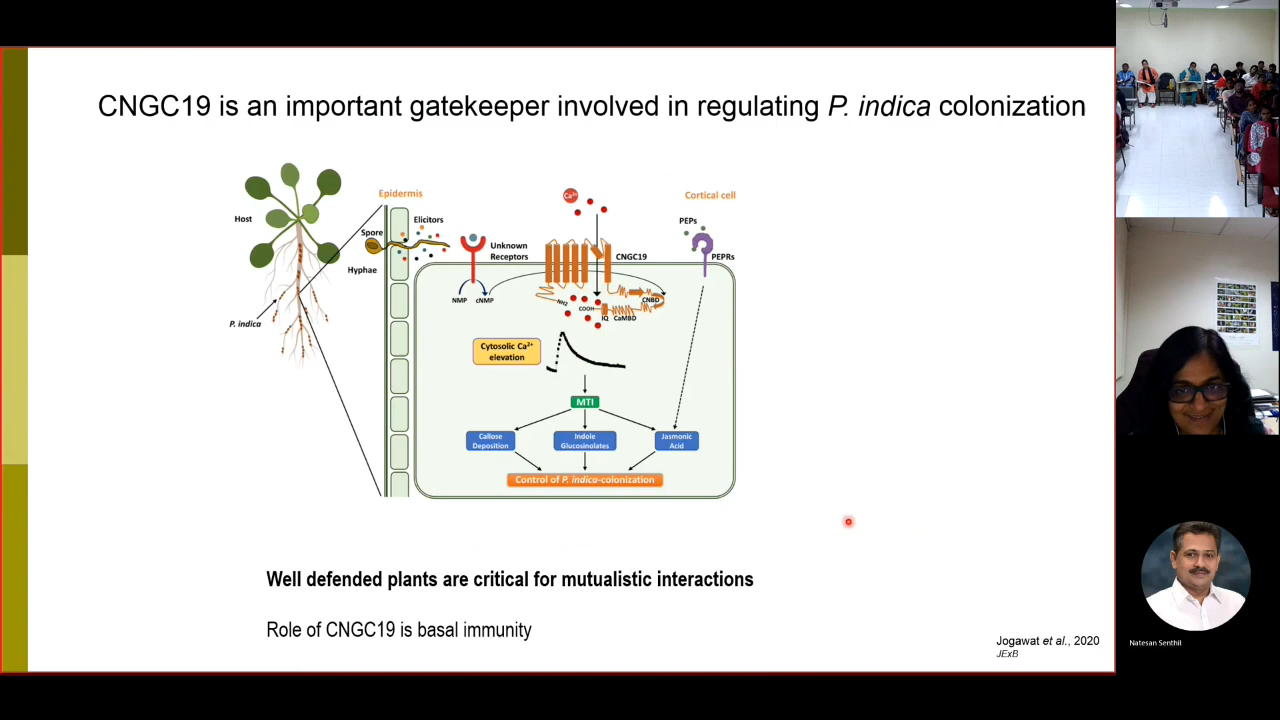 CNGC19 is an important gatekeeper involved in regulating P. indica colonization
Host
P. indica
Epidermis
Spore
Hyphae
Elicitors
Unknown
Receptors
Ca²⁺
CNGC19
Cortical cell
PEPs
PEPRs
NMP
cNMP
NH2
COOH
IQ
CaMBD
CNBD
Cytosolic Ca²⁺
elevation
MTI
Callose
Deposition
Indole
Glucosinolates
Jasmonic
Acid
Control of P. indica-colonization
Well defended plants are critical for mutualistic interactions
Role of CNGC19 is basal immunity
Jogawat et al., 2020
JExB
Natesan Senthil